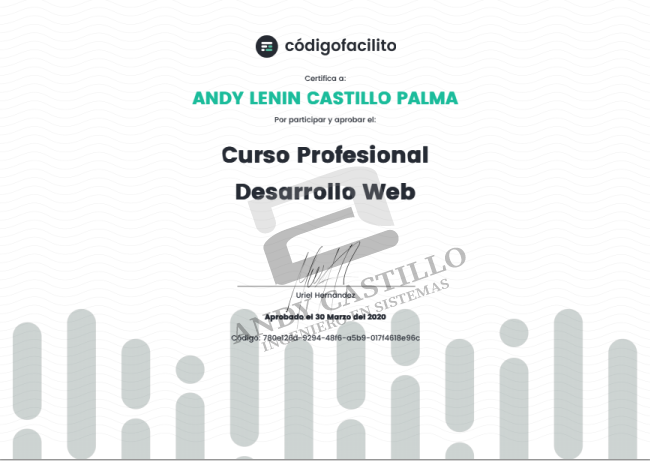 códigofacilito
Certifica a:
ANDY LENIN CASTILLO PALMA
Por participar y aprobar el:
Curso Profesional
Desarrollo Web
Uriel Hernández
ANDY CASTILLO
INGENIERO EN SISTEMAS
Aprobado el 30 Marzo del 2020
Código: -9294-48f6-a5b9-017f4618e96c